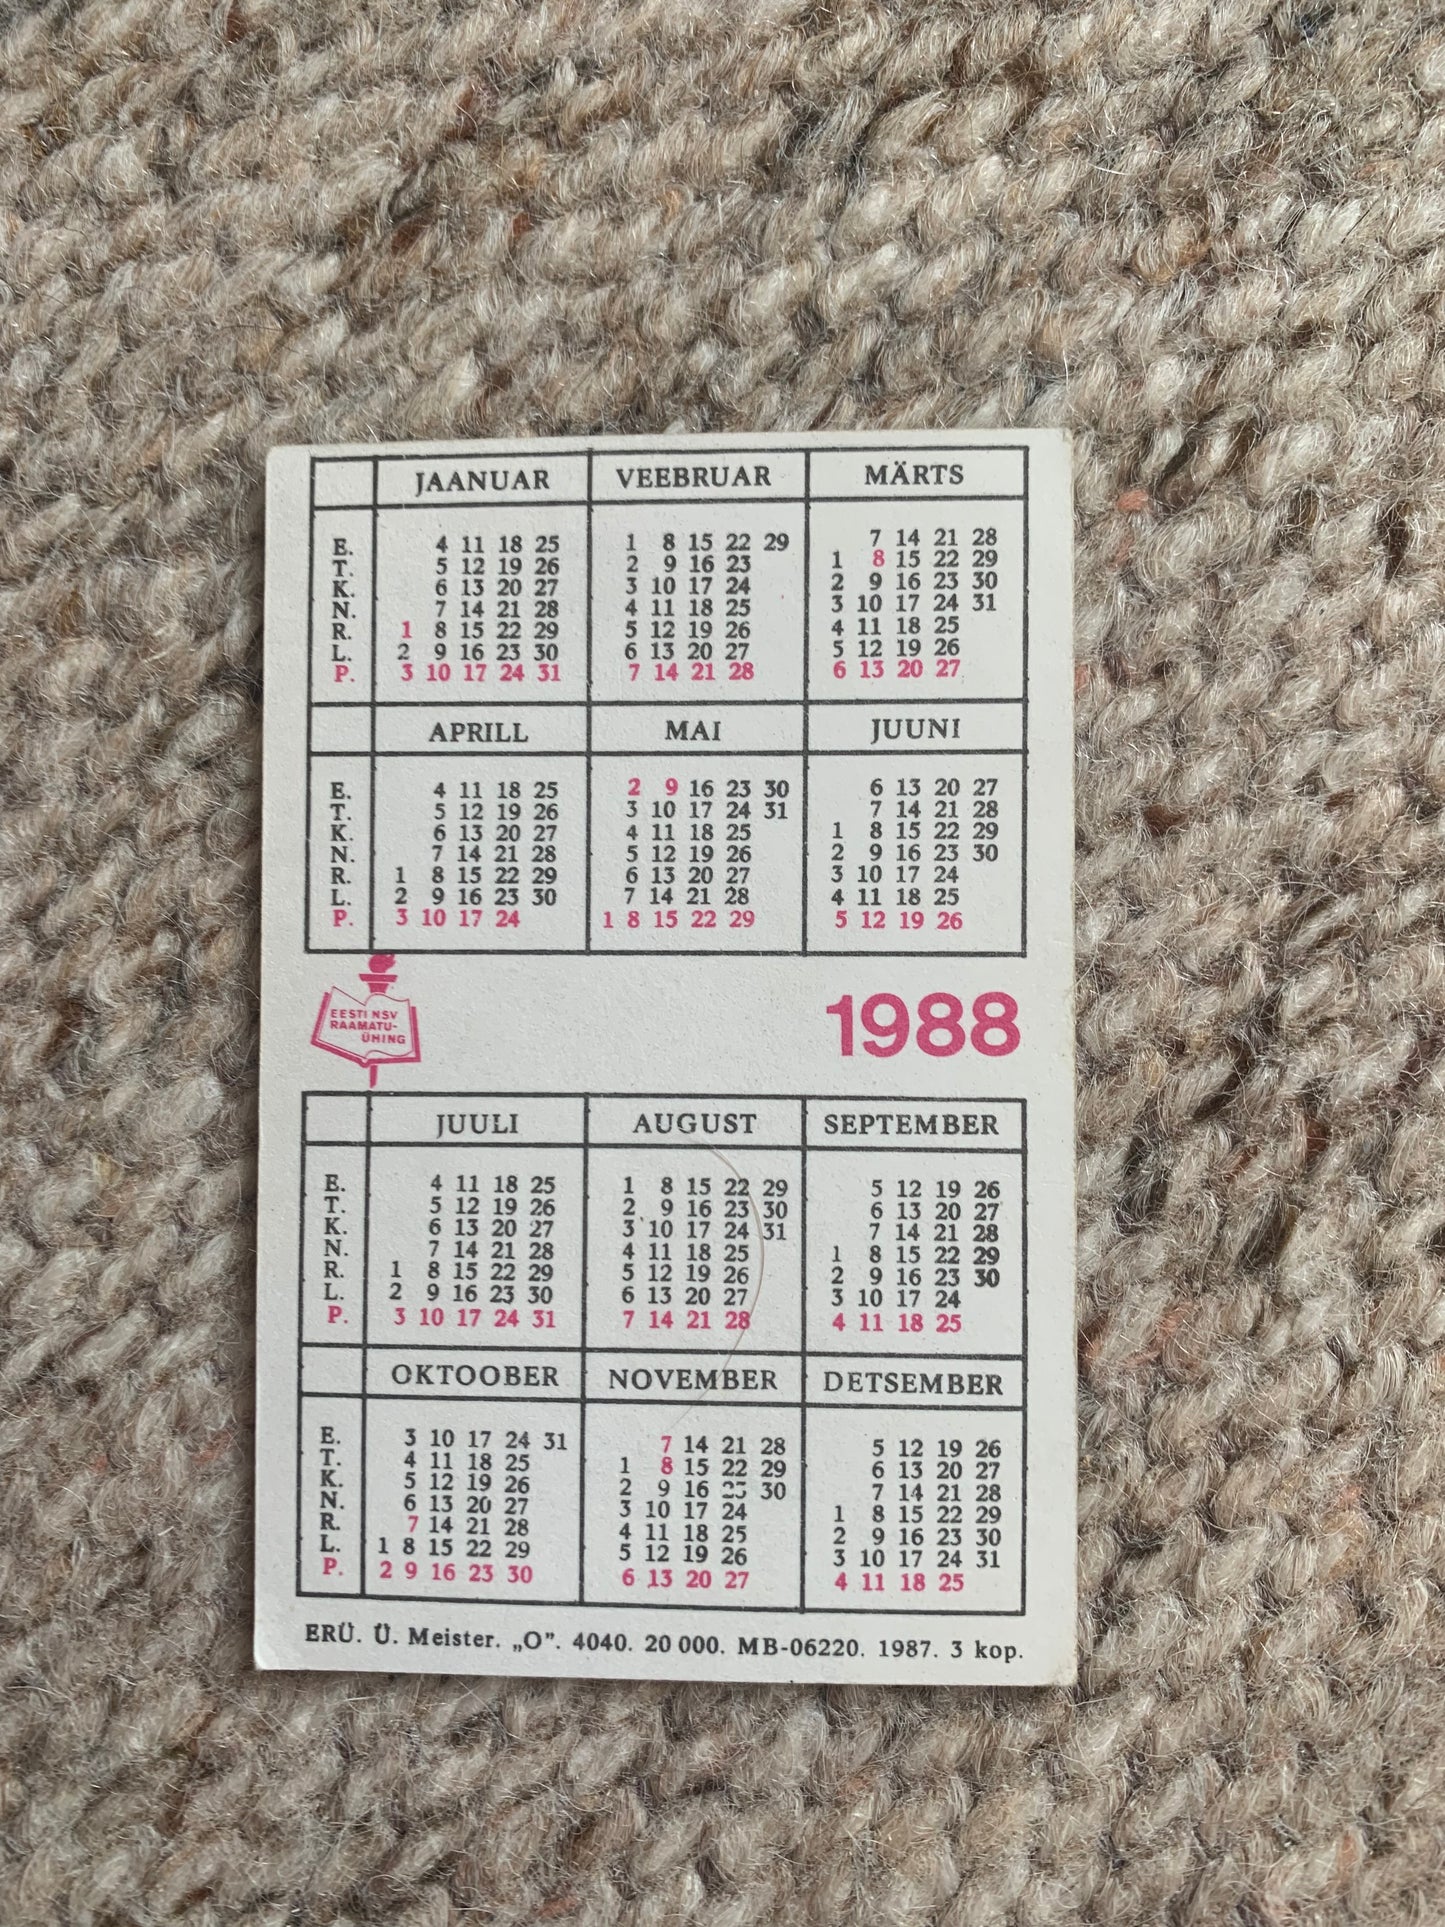 JAANUAR VEEBRUAR MÄRTS
E. 4 11 18 25 1 8 15 22 29 7 14 21 28
T. 5 12 19 26 2 9 16 23 1 8 15 22 29
K. 6 13 20 27 3 10 17 24 2 9 16 23 30
N. 7 14 21 28 4 11 18 25 3 10 17 24 31
R. 1 8 15 22 29 5 12 19 26 4 11 18 25
L. 2 9 16 23 30 6 13 20 27 5 12 19 26
P. 3 10 17 24 31 7 14 21 28 6 13 20 27
APRILL MAI JUUNI
E. 4 11 18 25 2 9 16 23 30 6 13 20 27
T. 5 12 19 26 3 10 17 24 31 7 14 21 28
K. 6 13 20 27 4 11 18 25 1 8 15 22 29
N. 7 14 21 28 5 12 19 26 2 9 16 23 30
R. 1 8 15 22 29 6 13 20 27 3 10 17 24
L. 2 9 16 23 30 7 14 21 28 4 11 18 25
P. 3 10 17 24 1 8 15 22 29 5 12 19 26
EESTI NSV
RAAMATU-
ÜHING
1988
JUULI AUGUST SEPTEMBER
E. 4 11 18 25 1 8 15 22 29 5 12 19 26
T. 5 12 19 26 2 9 16 23 30 6 13 20 27
K. 6 13 20 27 3 10 17 24 31 7 14 21 28
N. 7 14 21 28 4 11 18 25 1 8 15 22 29
R. 1 8 15 22 29 5 12 19 26 2 9 16 23 30
L. 2 9 16 23 30 6 13 20 27 3 10 17 24
P. 3 10 17 24 31 7 14 21 28 4 11 18 25
OKTOOBER NOVEMBER DETSEMBER
E. 3 10 17 24 31 7 14 21 28 5 12 19 26
T. 4 11 18 25 1 8 15 22 29 6 13 20 27
K. 5 12 19 26 2 9 16 23 30 7 14 21 28
N. 6 13 20 27 3 10 17 24 1 8 15 22 29
R. 7 14 21 28 4 11 18 25 2 9 16 23 30
L. 1 8 15 22 29 5 12 19 26 3 10 17 24 31
P. 2 9 16 23 30 6 13 20 27 4 11 18 25
ERÜ. Ü. Meister. „O”. 4040. 20 000. MB-06220. 1987. 3 kop.